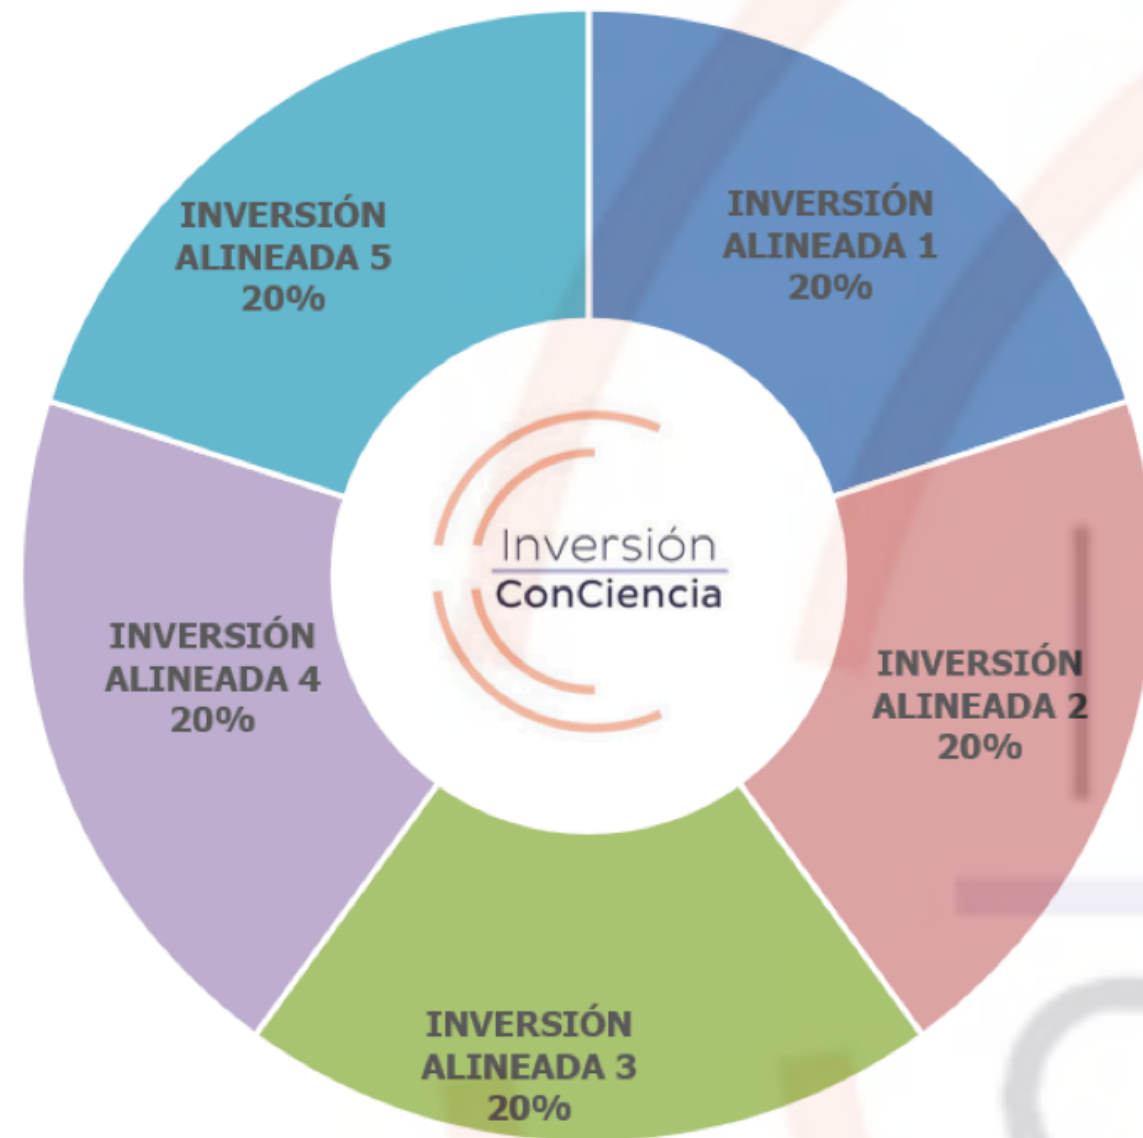 INVERSIÓN
ALINEADA 5
20%
INVERSIÓN
ALINEADA 1
20%
Inversión
ConCiencia
INVERSIÓN
ALINEADA 4
20%
INVERSIÓN
ALINEADA 2
20%
INVERSIÓN
ALINEADA 3
20%